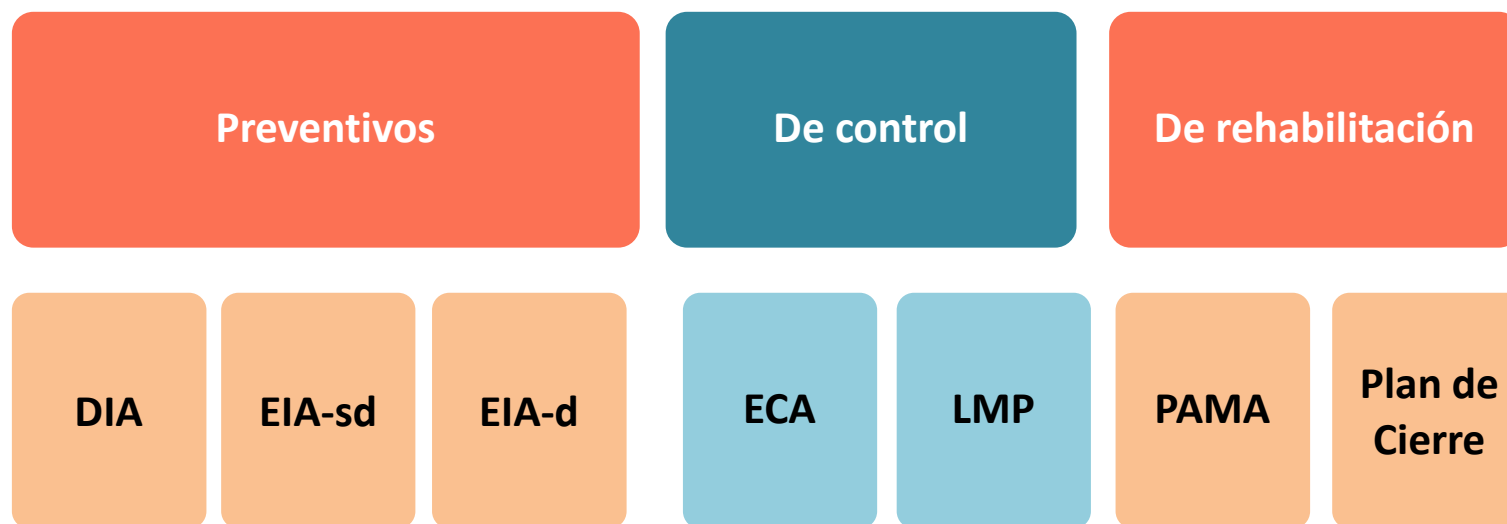 Preventivos
De control
De rehabilitación
DIA
EIA-sd
EIA-d
ECA
LMP
PAMA
Plan de
Cierre